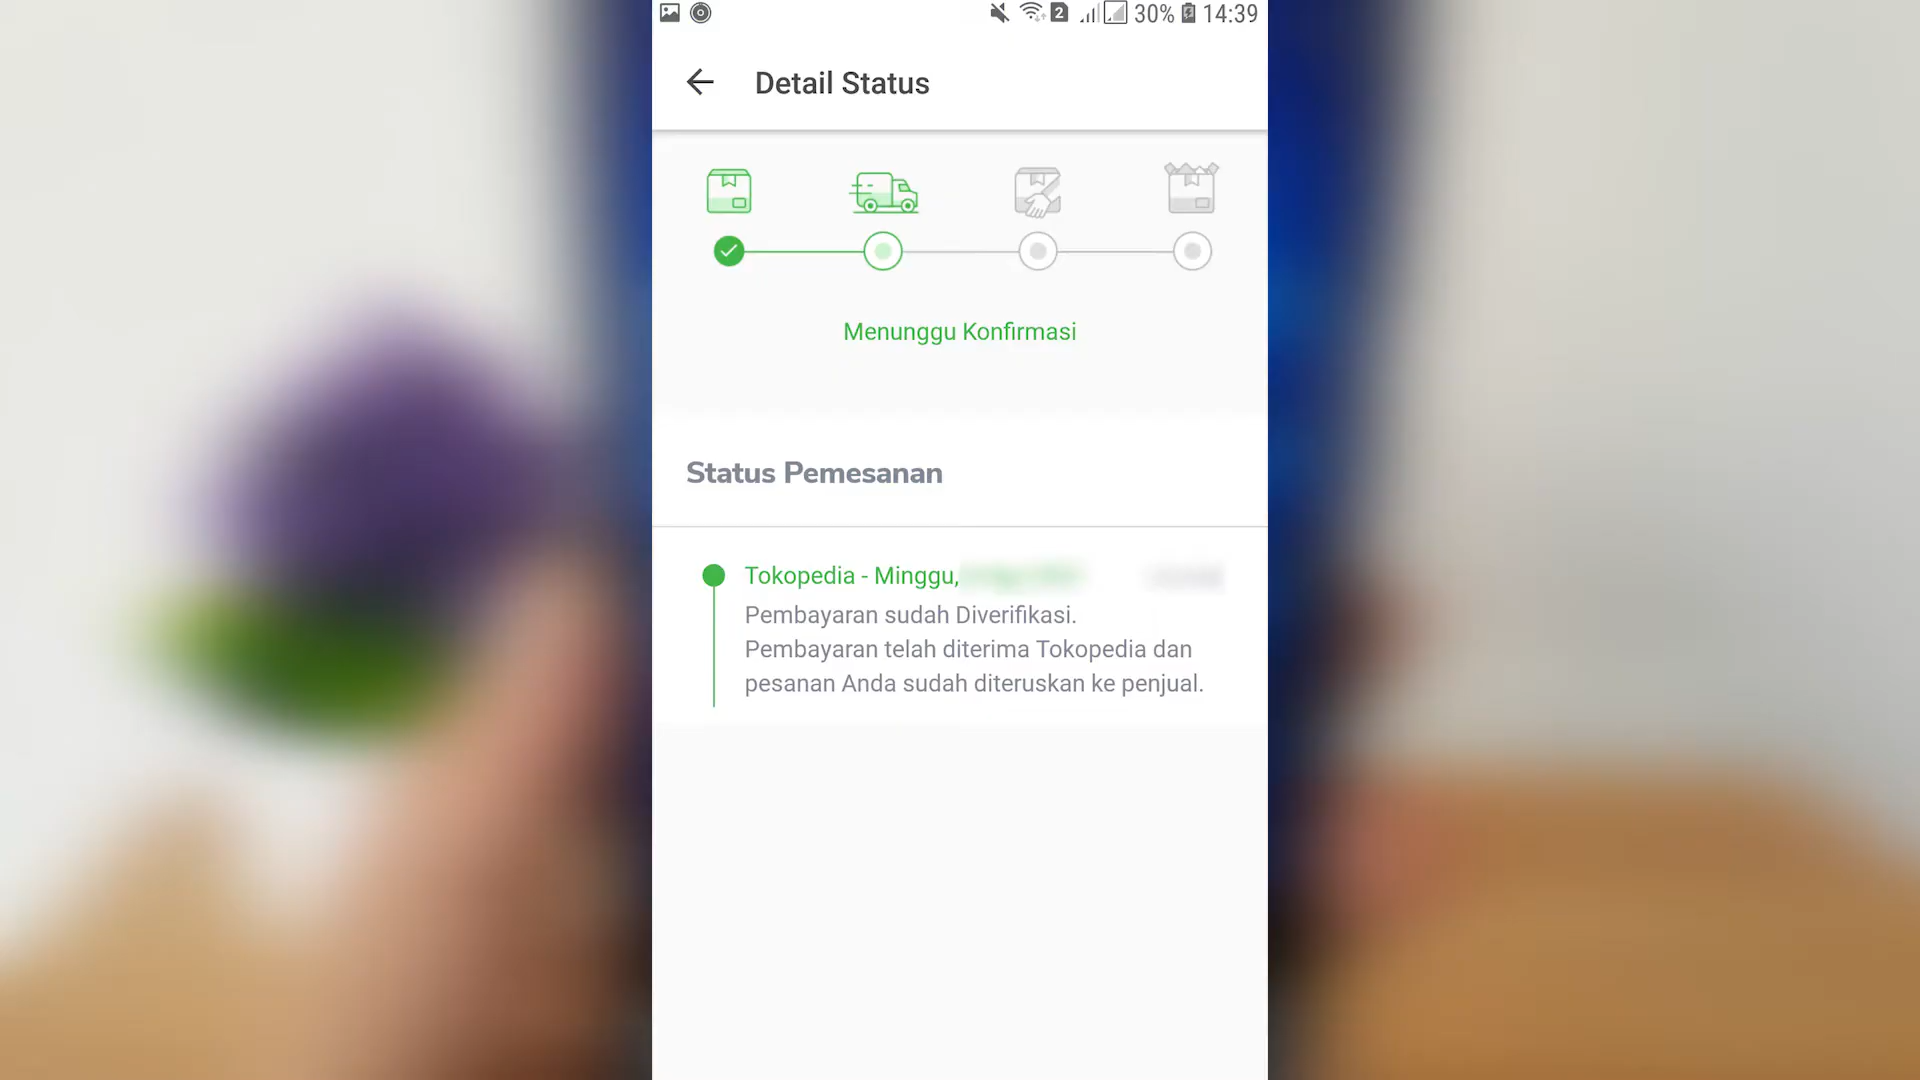 2 30% 14:39
Detail Status
Menunggu Konfirmasi
Status Pemesanan
Tokopedia - Minggu,
Pembayaran sudah Diverifikasi.
Pembayaran telah diterima Tokopedia dan
pesanan Anda sudah diteruskan ke penjual.